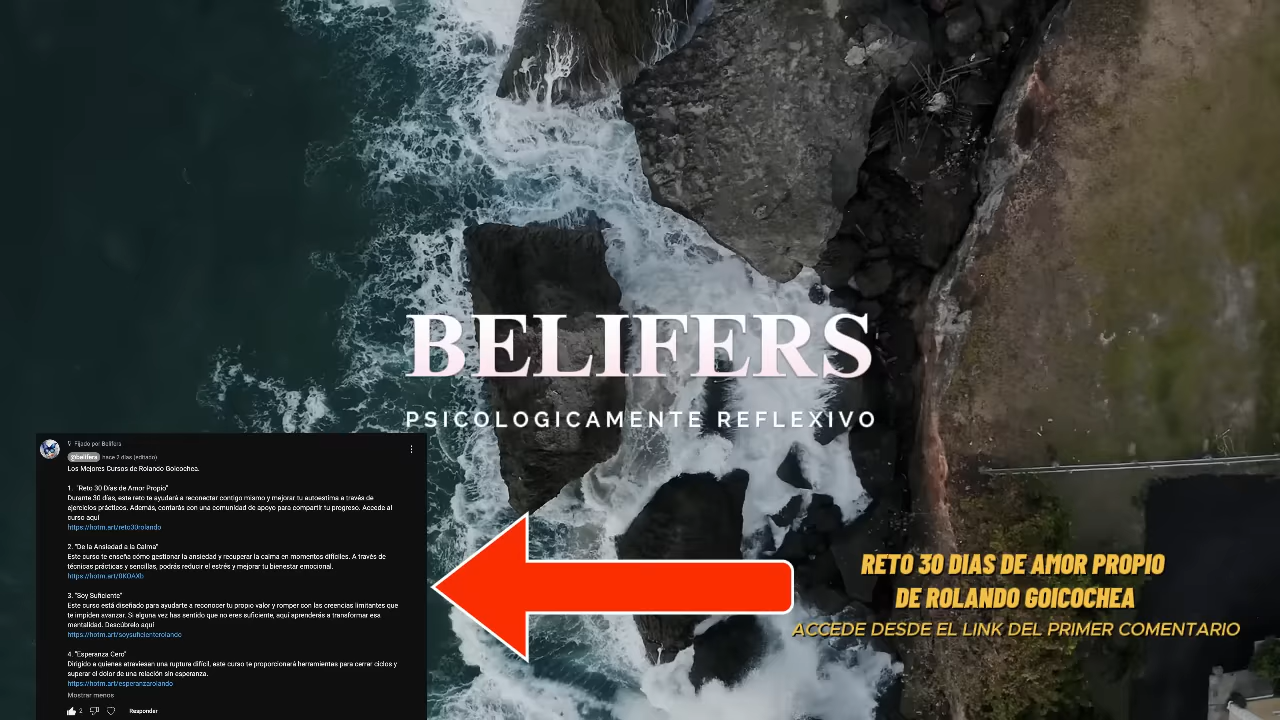 BELIFERS
PSICOLOGICAMENTE REFLEXIVO
Fijado por Belifers
@belifers hace 2 días (editado)
Los Mejores Cursos de Rolando Goicochea.
1. "Reto 30 Días de Amor Propio"
Durante 30 días, este reto te ayudará a reconectar contigo mismo y mejorar tu autoestima a través de
ejercicios prácticos. Además, contarás con una comunidad de apoyo para compartir tu progreso. Accede al
curso aquí
https://hotm.art/reto30rolando
2. "De la Ansiedad a la Calma"
Este curso te enseña cómo gestionar la ansiedad y recuperar la calma en momentos difíciles. A través de
técnicas prácticas y sencillas, podrás reducir el estrés y mejorar tu bienestar emocional.
https://hotm.art/0KOAXb
3. "Soy Suficiente"
Este curso está diseñado para ayudarte a reconocer tu propio valor y romper con las creencias limitantes que
te impiden avanzar. Si alguna vez has sentido que no eres suficiente, aquí aprenderás a transformar esa
mentalidad. Descúbrelo aquí
https://hotm.art/soysuficienterolando
4. "Esperanza Cero"
Dirigido a quienes atraviesan una ruptura difícil, este curso te proporcionará herramientas para cerrar ciclos y
superar el dolor de una relación sin esperanza.
https://hotm.art/esperanzarolando
Mostrar menos
2 Responder
RETO 30 DIAS DE AMOR PROPIO
DE ROLANDO GOICOCHEA
ACCEDE DESDE EL LINK DEL PRIMER COMENTARIO